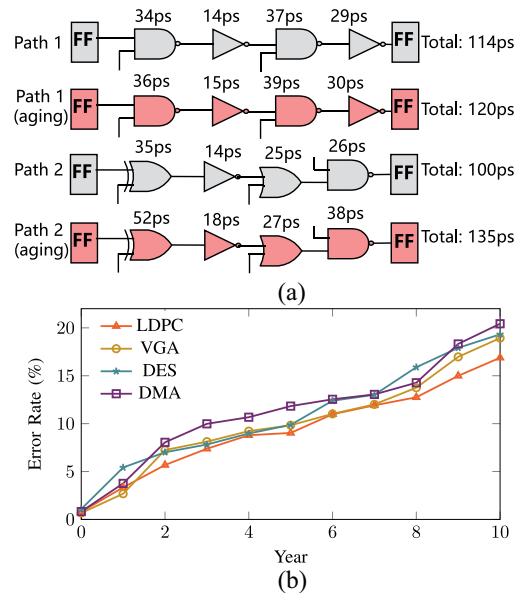 34ps 14ps 37ps 29ps
Path 1 FF FF Total: 114ps
36ps 15ps 39ps 30ps
Path 1 (aging) FF FF Total: 120ps
35ps 14ps 25ps 26ps
Path 2 FF FF Total: 100ps
52ps 18ps 27ps 38ps
Path 2 (aging) FF FF Total: 135ps
(a)
Error Rate (%)
20
15
10
5
0
LDPC
VGA
DES
DMA
0 2 4 6 8 10
Year
(b)